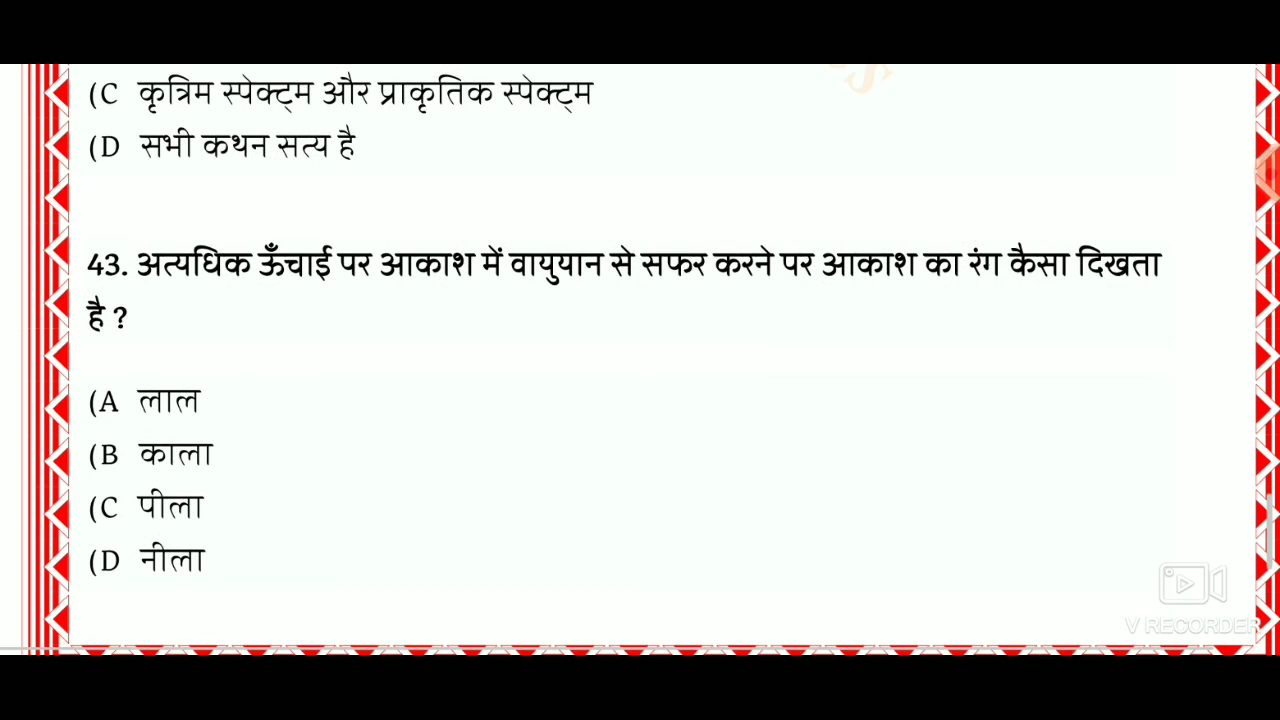 (C कृत्रिम स्पेक्ट्म और प्राकृतिक स्पेक्ट्म
(D सभी कथन सत्य है
43. अत्यधिक ऊँचाई पर आकाश में वायुयान से सफर करने पर आकाश का रंग कैसा दिखता
है ?
(A लाल
(B काला
(C पीला
(D नीला
V RECORDER